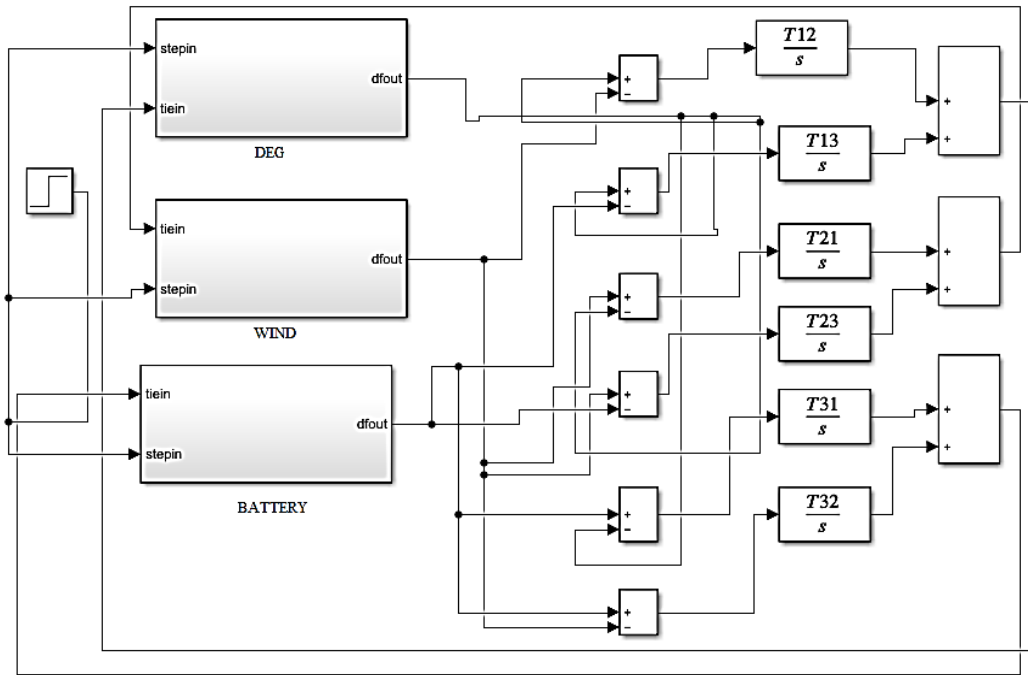 stepin
dfout
tiein
DEG
tiein
dfout
stepin
WIND
tiein
dfout
stepin
BATTERY
+
−
+
−
+
−
+
−
+
−
+
−
T12
s
T13
s
T21
s
T23
s
T31
s
T32
s
+
+
+
+
+
+